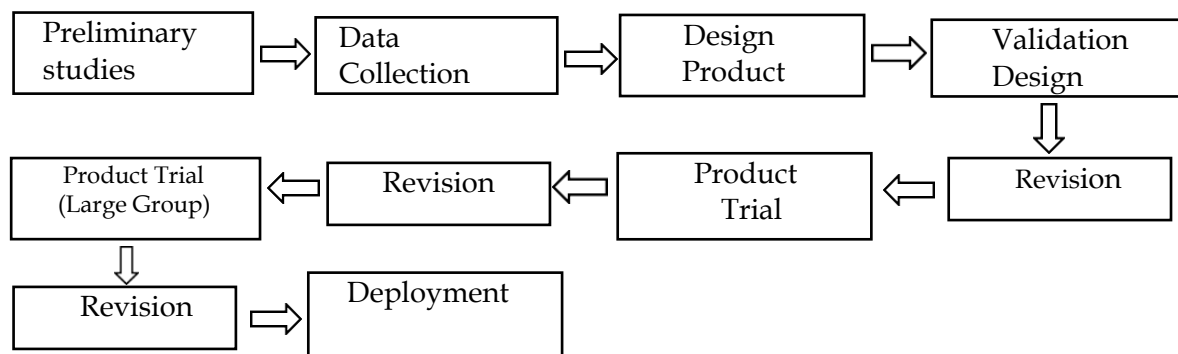 Preliminary
studies
Data
Collection
Design
Product
Validation
Design
Revision
Product
Trial
Revision
Product Trial
(Large Group)
Revision
Deployment